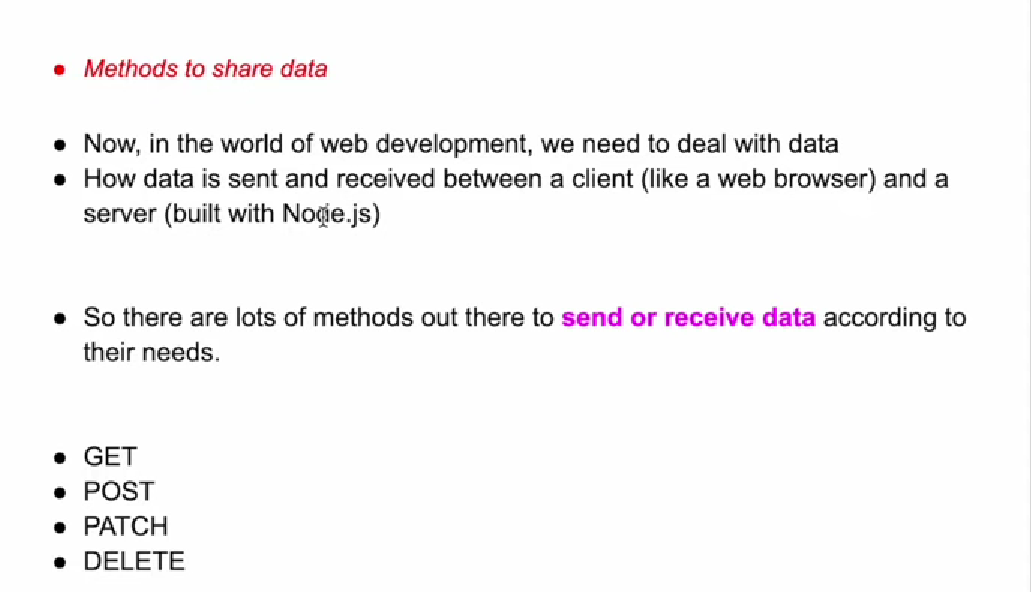 ● Methods to share data
● Now, in the world of web development, we need to deal with data
● How data is sent and received between a client (like a web browser) and a
server (built with Node.js)
● So there are lots of methods out there to send or receive data according to
their needs.
● GET
● POST
● PATCH
● DELETE